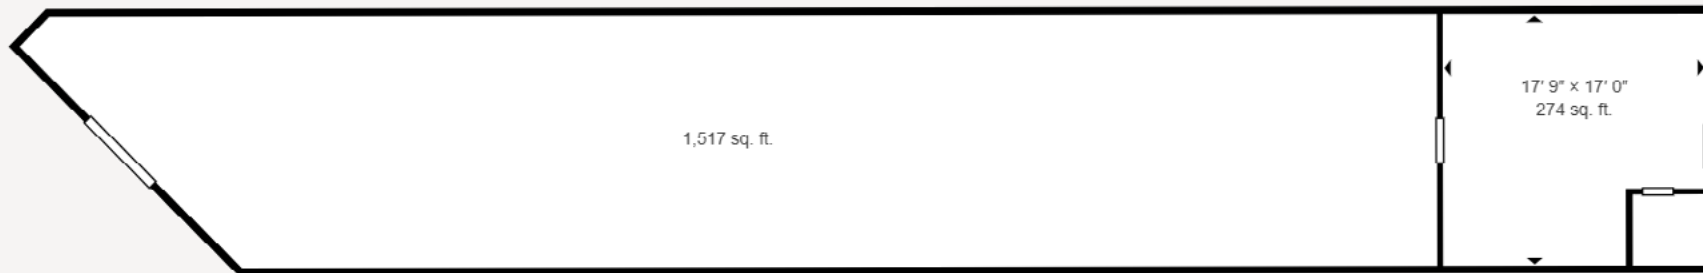 1,517 sq. ft.
17' 9" × 17' 0"
274 sq. ft.